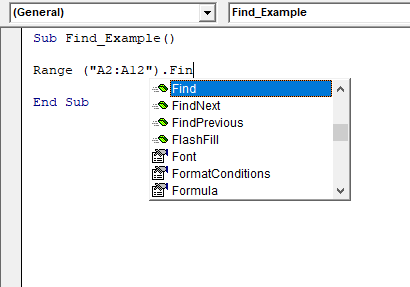 (General)
Find_Example
Sub Find_Example()
Range ("A2:A12").Fin
Find
FindNext
FindPrevious
FlashFill
Font
FormatConditions
Formula
End Sub